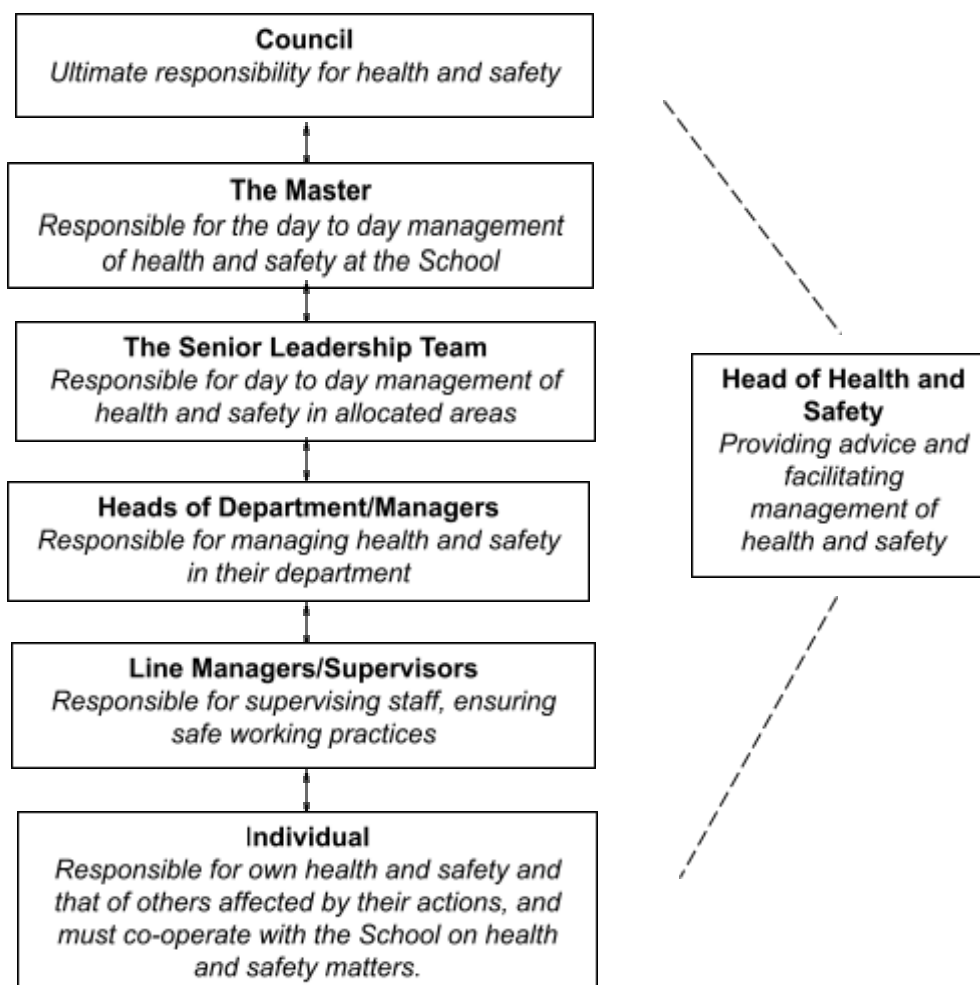 Council
Ultimate responsibility for health and safety
The Master
Responsible for the day to day management
of health and safety at the School
The Senior Leadership Team
Responsible for day to day management of
health and safety in allocated areas
Heads of Department/Managers
Responsible for managing health and safety
in their department
Line Managers/Supervisors
Responsible for supervising staff, ensuring
safe working practices
Individual
Responsible for own health and safety and
that of others affected by their actions, and
must co-operate with the School on health
and safety matters.
Head of Health and
Safety
Providing advice and
facilitating
management of
health and safety